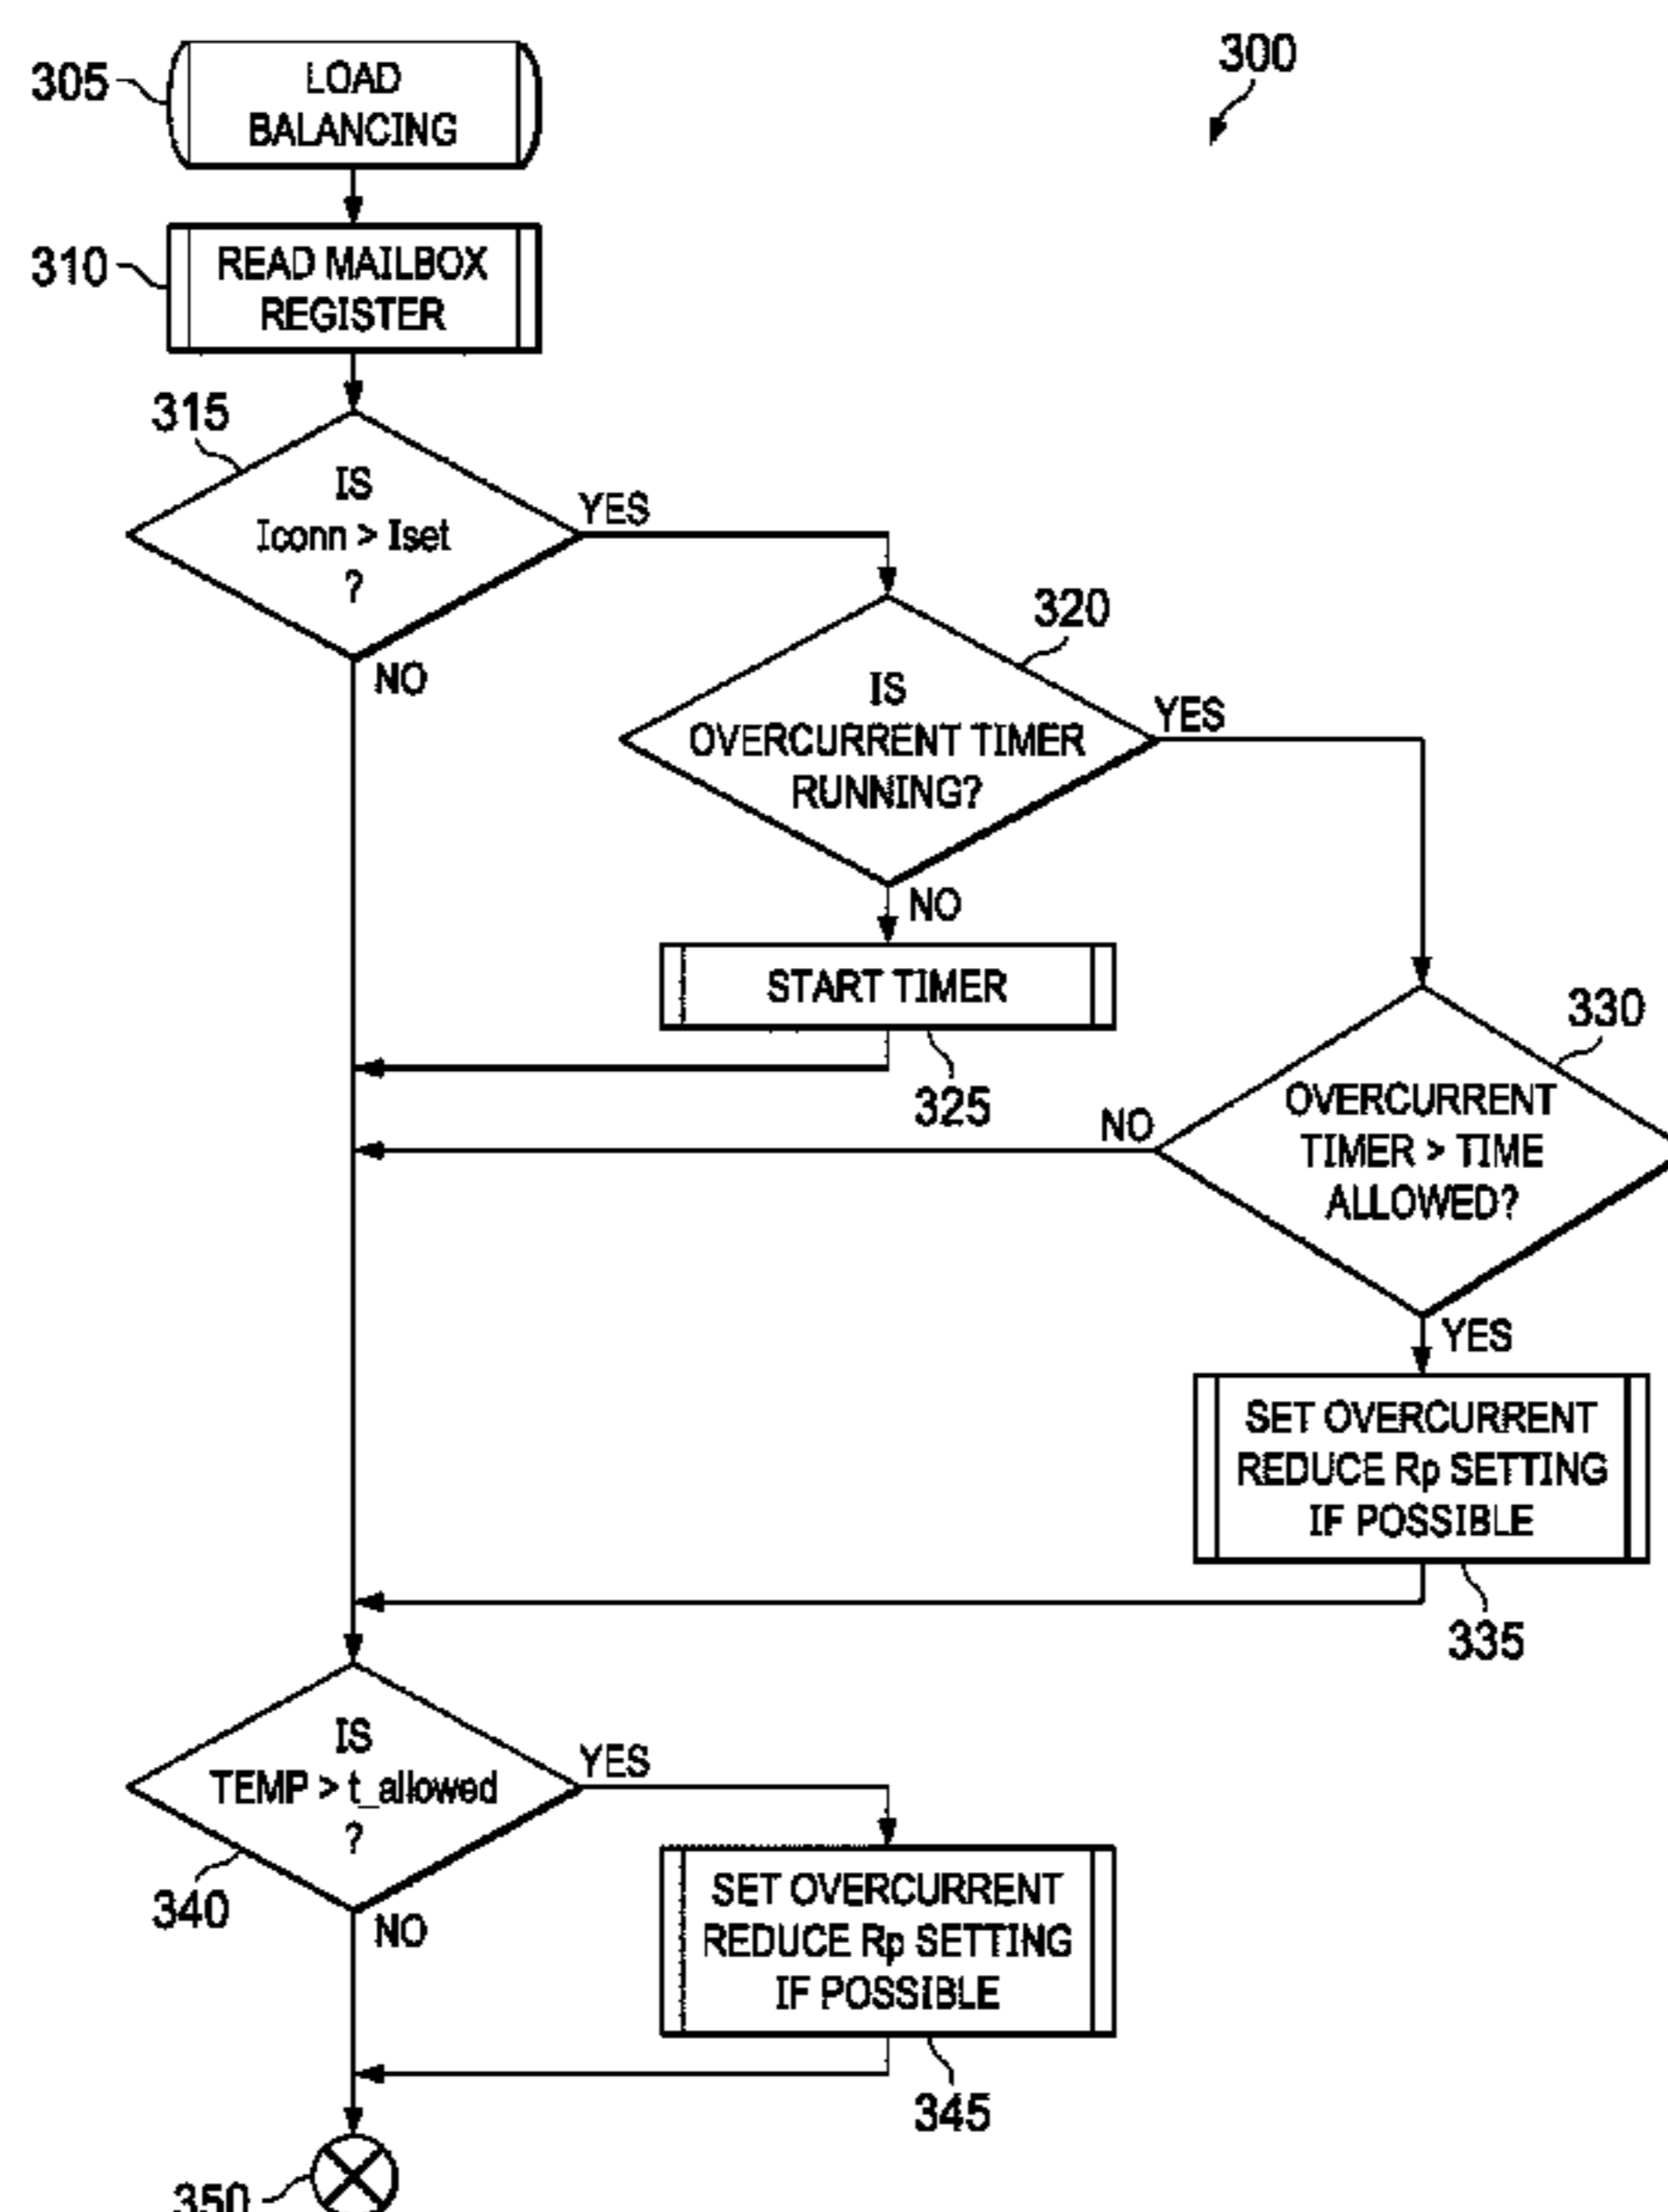 300
305
LOAD
BALANCING
310
READ MAILBOX
REGISTER
315
IS
Iconn > Iset
?
YES
NO
320
IS
OVERCURRENT TIMER
RUNNING?
YES
NO
START TIMER
325
330
OVERCURRENT
TIMER > TIME
ALLOWED?
NO
YES
SET OVERCURRENT
REDUCE Rp SETTING
IF POSSIBLE
335
IS
TEMP > t_allowed
?
340
YES
NO
SET OVERCURRENT
REDUCE Rp SETTING
IF POSSIBLE
345
350